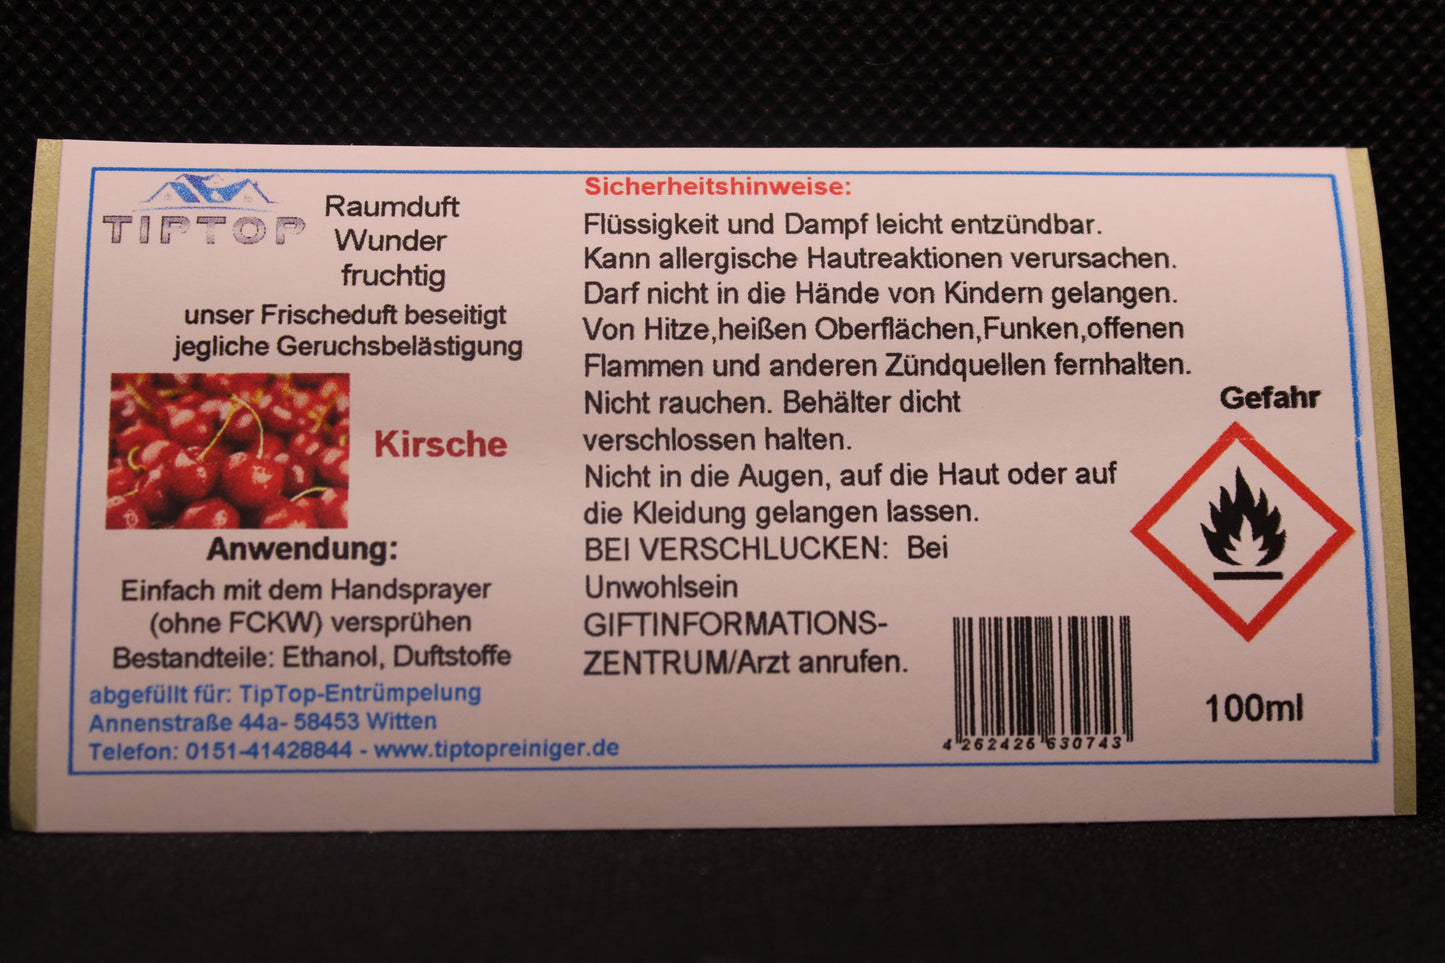 TIPTOP
Raumduft
Wunder
fruchtig
unser Frischeduft beseitigt
jegliche Geruchsbelästigung
Kirsche
Anwendung:
Einfach mit dem Handsprayer
(ohne FCKW) versprühen
Bestandteile: Ethanol, Duftstoffe
abgefüllt für: TipTop-Entrümpelung
Annenstraße 44a- 58453 Witten
Telefon: 0151-41428844 - www.tiptopreiniger.de
Sicherheitshinweise:
Flüssigkeit und Dampf leicht entzündbar.
Kann allergische Hautreaktionen verursachen.
Darf nicht in die Hände von Kindern gelangen.
Von Hitze,heißen Oberflächen,Funken,offenen
Flammen und anderen Zündquellen fernhalten.
Nicht rauchen. Behälter dicht
verschlossen halten.
Nicht in die Augen, auf die Haut oder auf
die Kleidung gelangen lassen.
BEI VERSCHLUCKEN: Bei
Unwohlsein
GIFTINFORMATIONS-
ZENTRUM/Arzt anrufen.
Gefahr
4 262426 630743
100ml